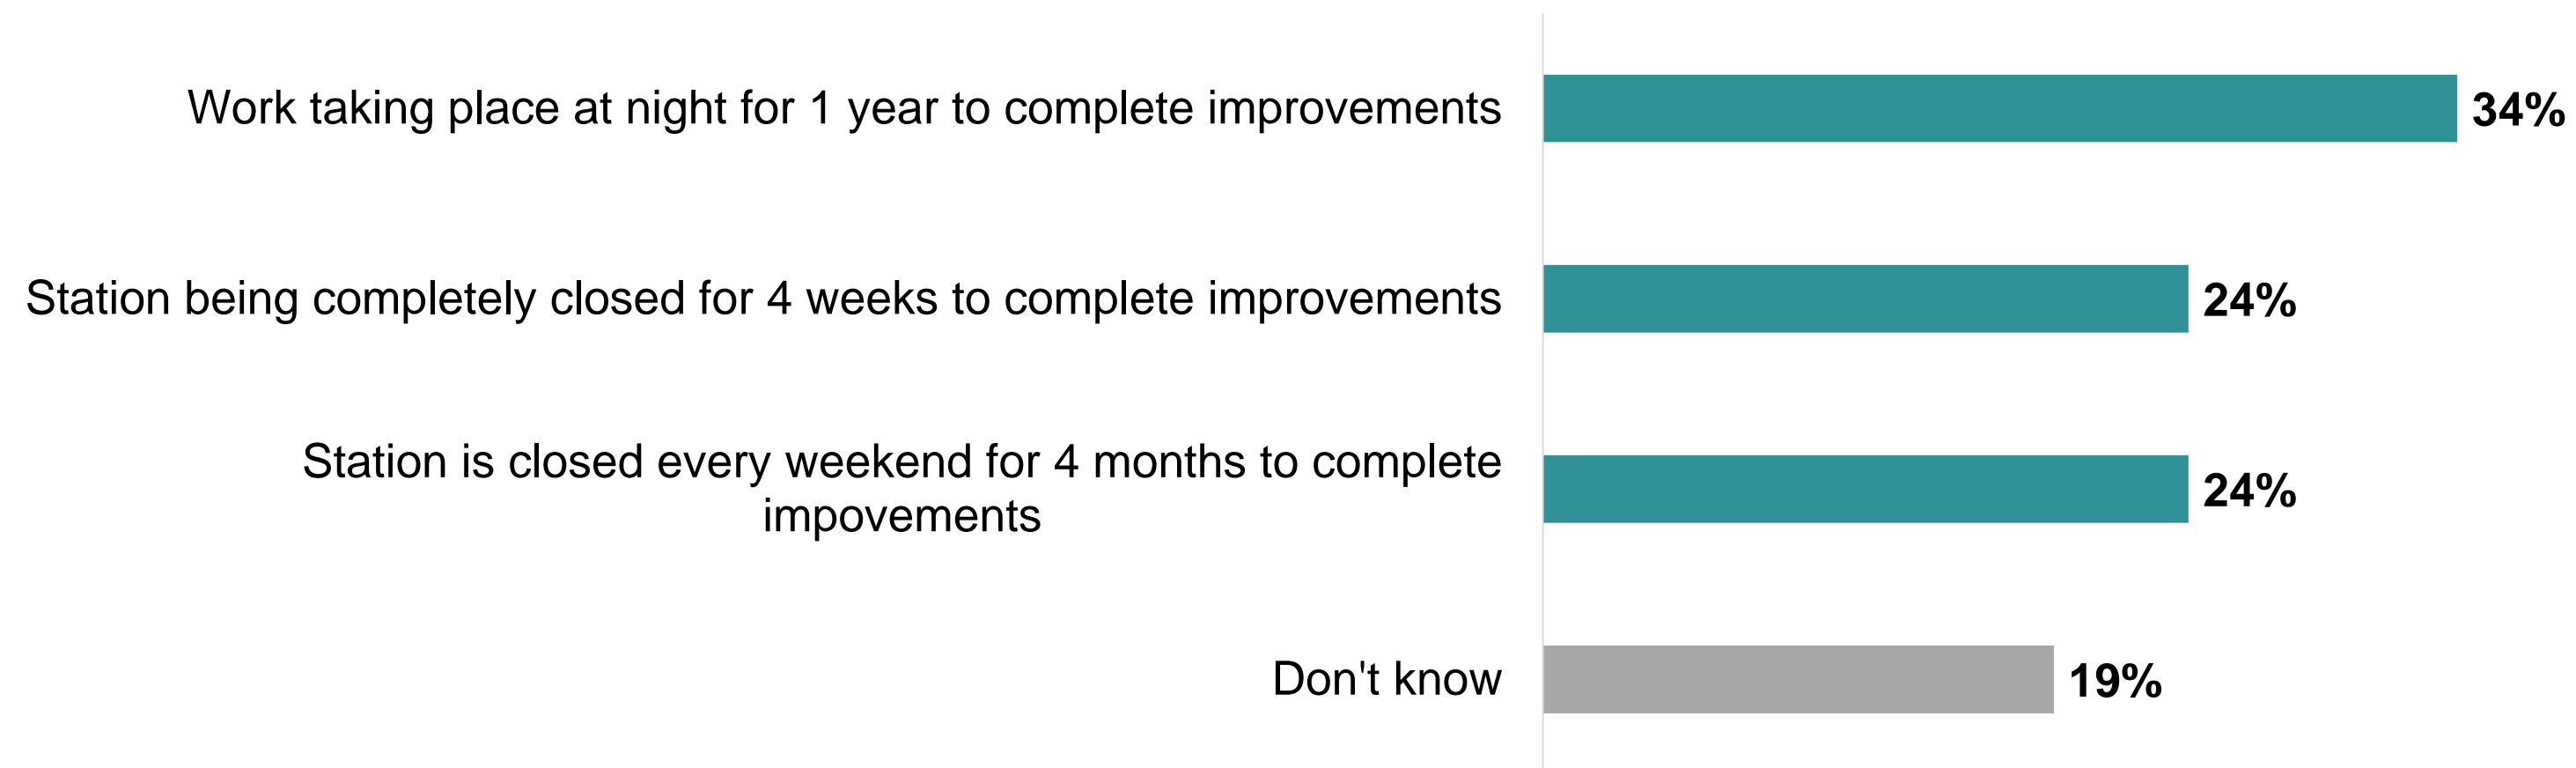 Work taking place at night for 1 year to complete improvements
34%
Station being completely closed for 4 weeks to complete improvements
24%
Station is closed every weekend for 4 months to complete
impovements
24%
Don't know
19%